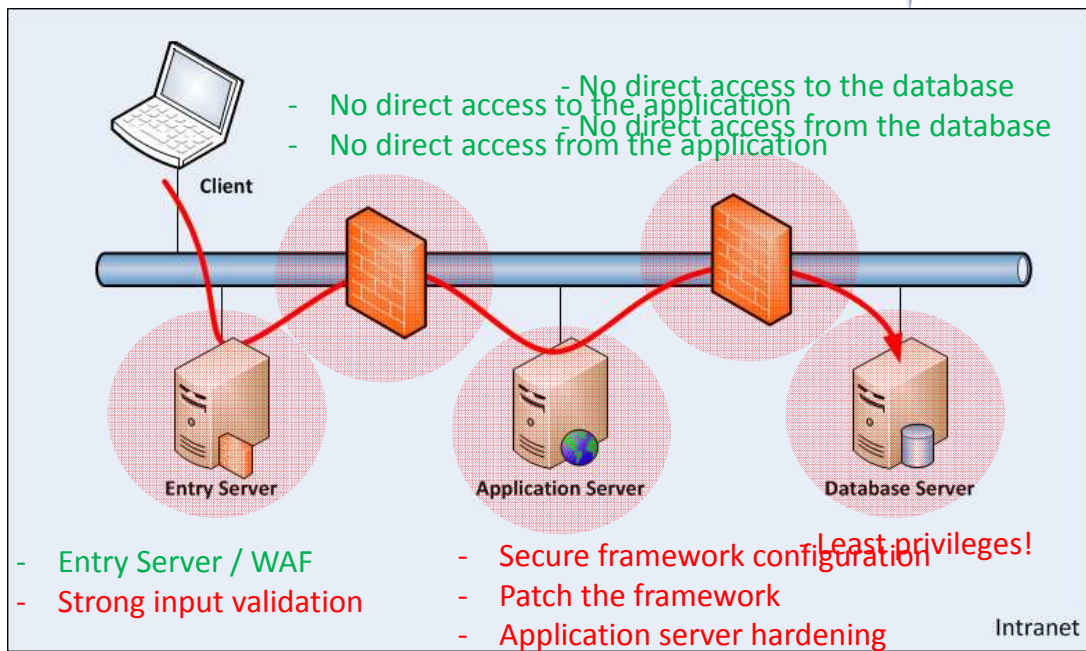 - No direct access to the application
- No direct access from the application
- No direct access to the database
- No direct access from the database
Client
Entry Server
Application Server
Database Server
- Entry Server / WAF
- Strong input validation
- Secure framework configuration
- Patch the framework
- Application server hardening
- Least privileges!
Intranet